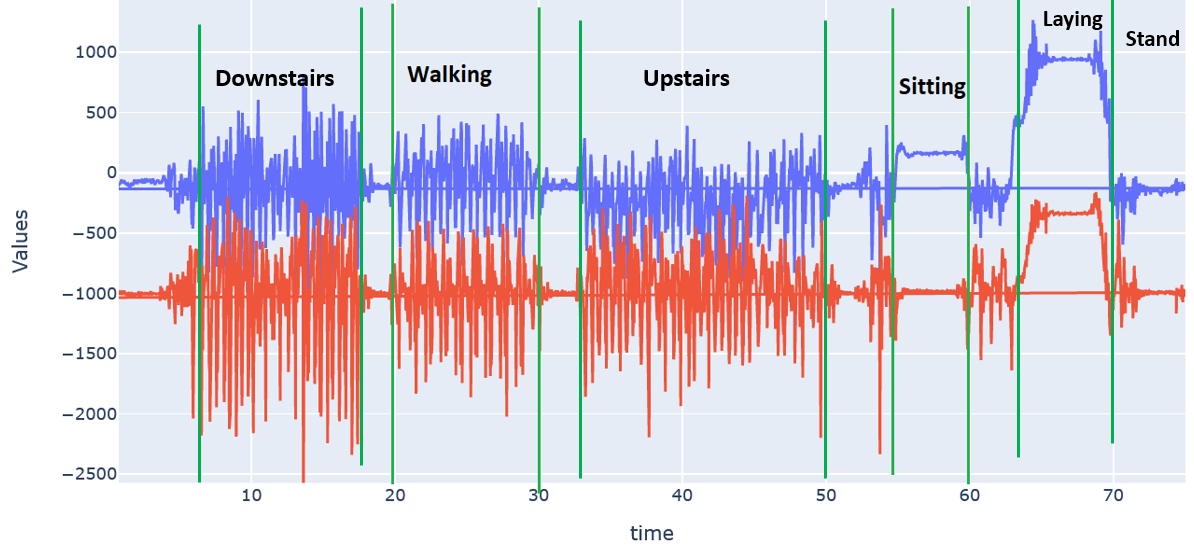 Laying
Stand
Downstairs
Walking
Upstairs
Sitting
1000
500
0
−500
−1000
−1500
−2000
−2500
Values
10
20
30
40
50
60
70
time